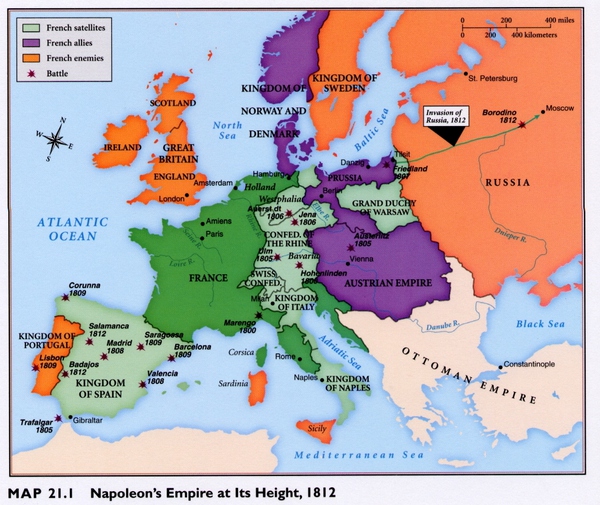 French satellites
French allies
French enemies
Battle
0 200 400 miles
0 200 400 kilometers
N
W
E
S
KINGDOM OF
NORWAY AND
DENMARK
KINGDOM OF
SWEDEN
St. Petersburg
Invasion of
Russia, 1812
Borodino
1812
Moscow
SCOTLAND
North
Sea
Baltic Sea
IRELAND
GREAT
BRITAIN
ENGLAND
London
Amsterdam
Hamburg
Holland
Danzig
Tilsit
Friedland
1807
PRUSSIA
Berlin
RUSSIA
Westphalia
GRAND DUCHY
OF WARSAW
Auerstädt
1806
Jena
1806
Elbe R.
ATLANTIC
OCEAN
Amiens
Paris
Seine R.
Loire R.
CONFED. OF
THE RHINE
Austerlitz
1805
Dnieper R.
Ulm
1805
Bavaria
Vienna
Hohenlinden
FRANCE
SWISS
CONFED.
AUSTRIAN EMPIRE
Corunna
1809
Milan
KINGDOM
OF ITALY
Marengo
1800
Danube R.
Black Sea
KINGDOM OF
PORTUGAL
Salamanca
1812
Saragossa
1809
Madrid
1808
Barcelona
1809
Corsica
Adriatic Sea
OTTOMAN EMPIRE
Constantinople
Lisbon
1809
Badajos
1812
Valencia
1808
Rome
KINGDOM
OF SPAIN
Sardinia
Naples
KINGDOM OF
NAPLES
Trafalgar
1805
Gibraltar
Sicily
Mediterranean Sea
MAP 21.1 Napoleon's Empire at Its Height, 1812